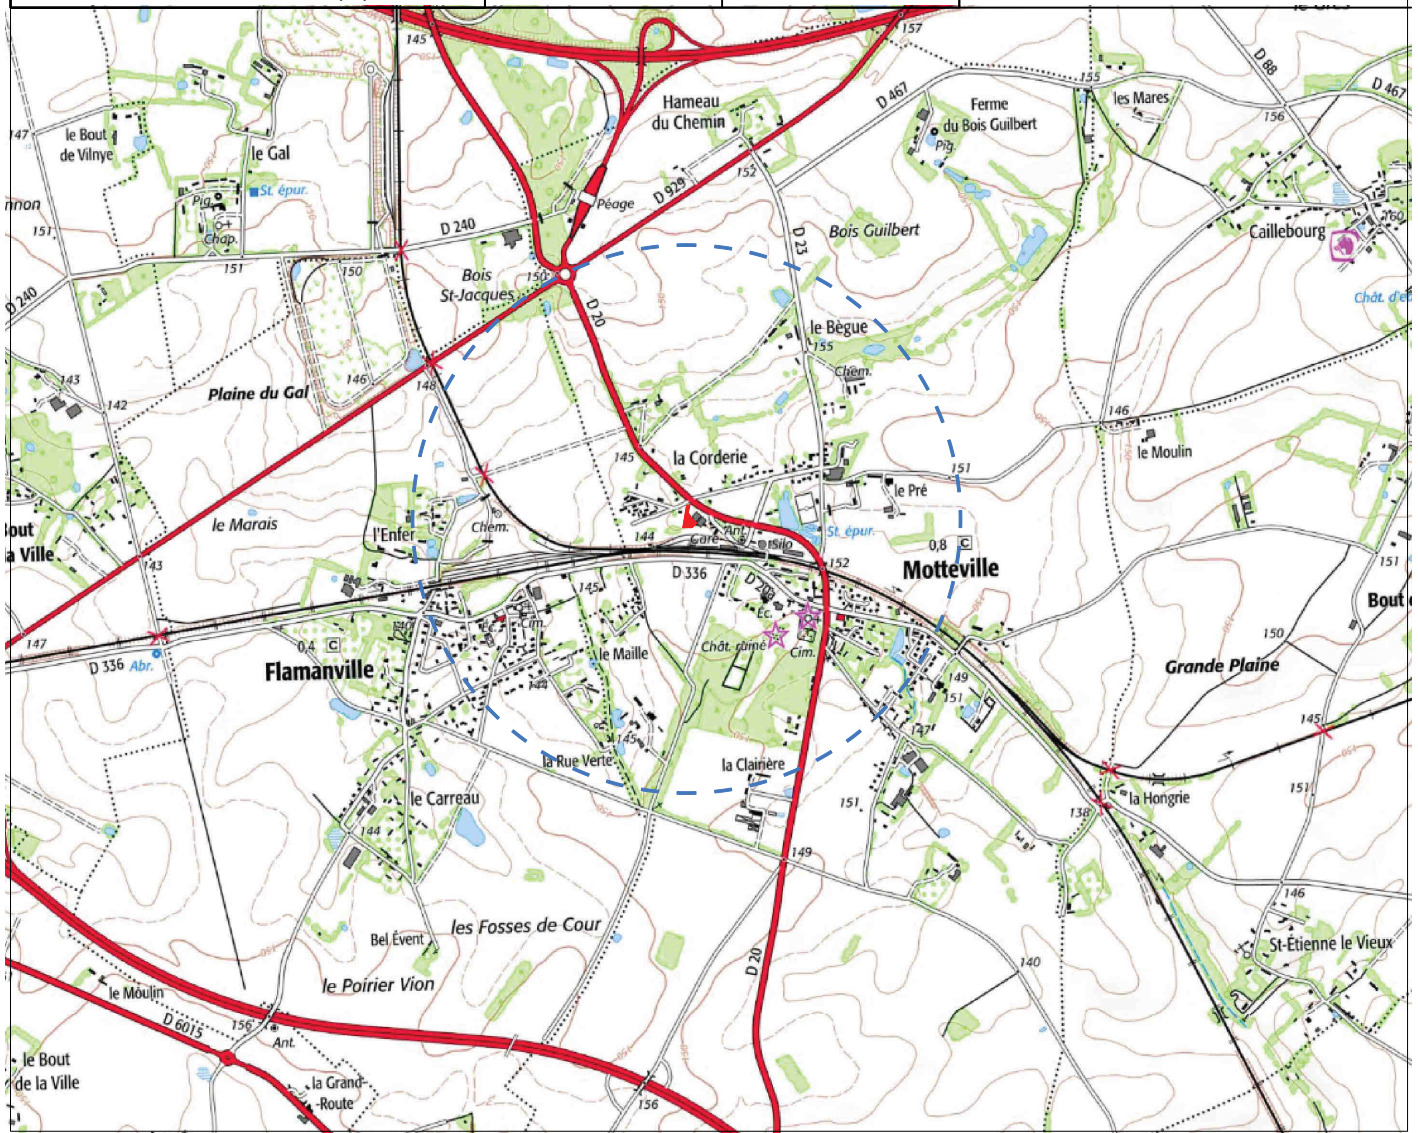 145
157
D 88
155
D 467
D 467
Hameau
du Chemin
Ferme
du Bois Guilbert
Pig.
les Mares
156
147
le Bout
de Vilnye
le Gal
St. épur.
Pig.
Chap.
Péage
D 929
152
nnon
151
D 240
D 23
Bois Guilbert
Caillebourg
160
151
150
Bois
St-Jacques
150
D 240
D 20
Chât. d'e
le Bègue
155
Chem.
143
142
146
148
Plaine du Gal
146
le Moulin
145
la Corderie
151
le Pré
le Marais
l'Enfer
Chem.
144
Gare
Ant.
Silo
St. épur.
0,8 C
Bout
la Ville
143
152
Motteville
D 336
145
Éc.
Bout
147
D 336
Abr.
0,4 C
Flamanville
Éc.
Cim.
le Maille
Chât. ruiné
Cim.
150
Grande Plaine
144
149
151
147
145
145
la Rue Verte
la Clairière
le Carreau
144
151
la Hongrie
138
151
149
146
Bel Évent
les Fosses de Cour
St-Étienne le Vieux
D 20
140
le Moulin
le Poirier Vion
D 6015
156
Ant.
le Bout
de la Ville
la Grand-
-Route
156